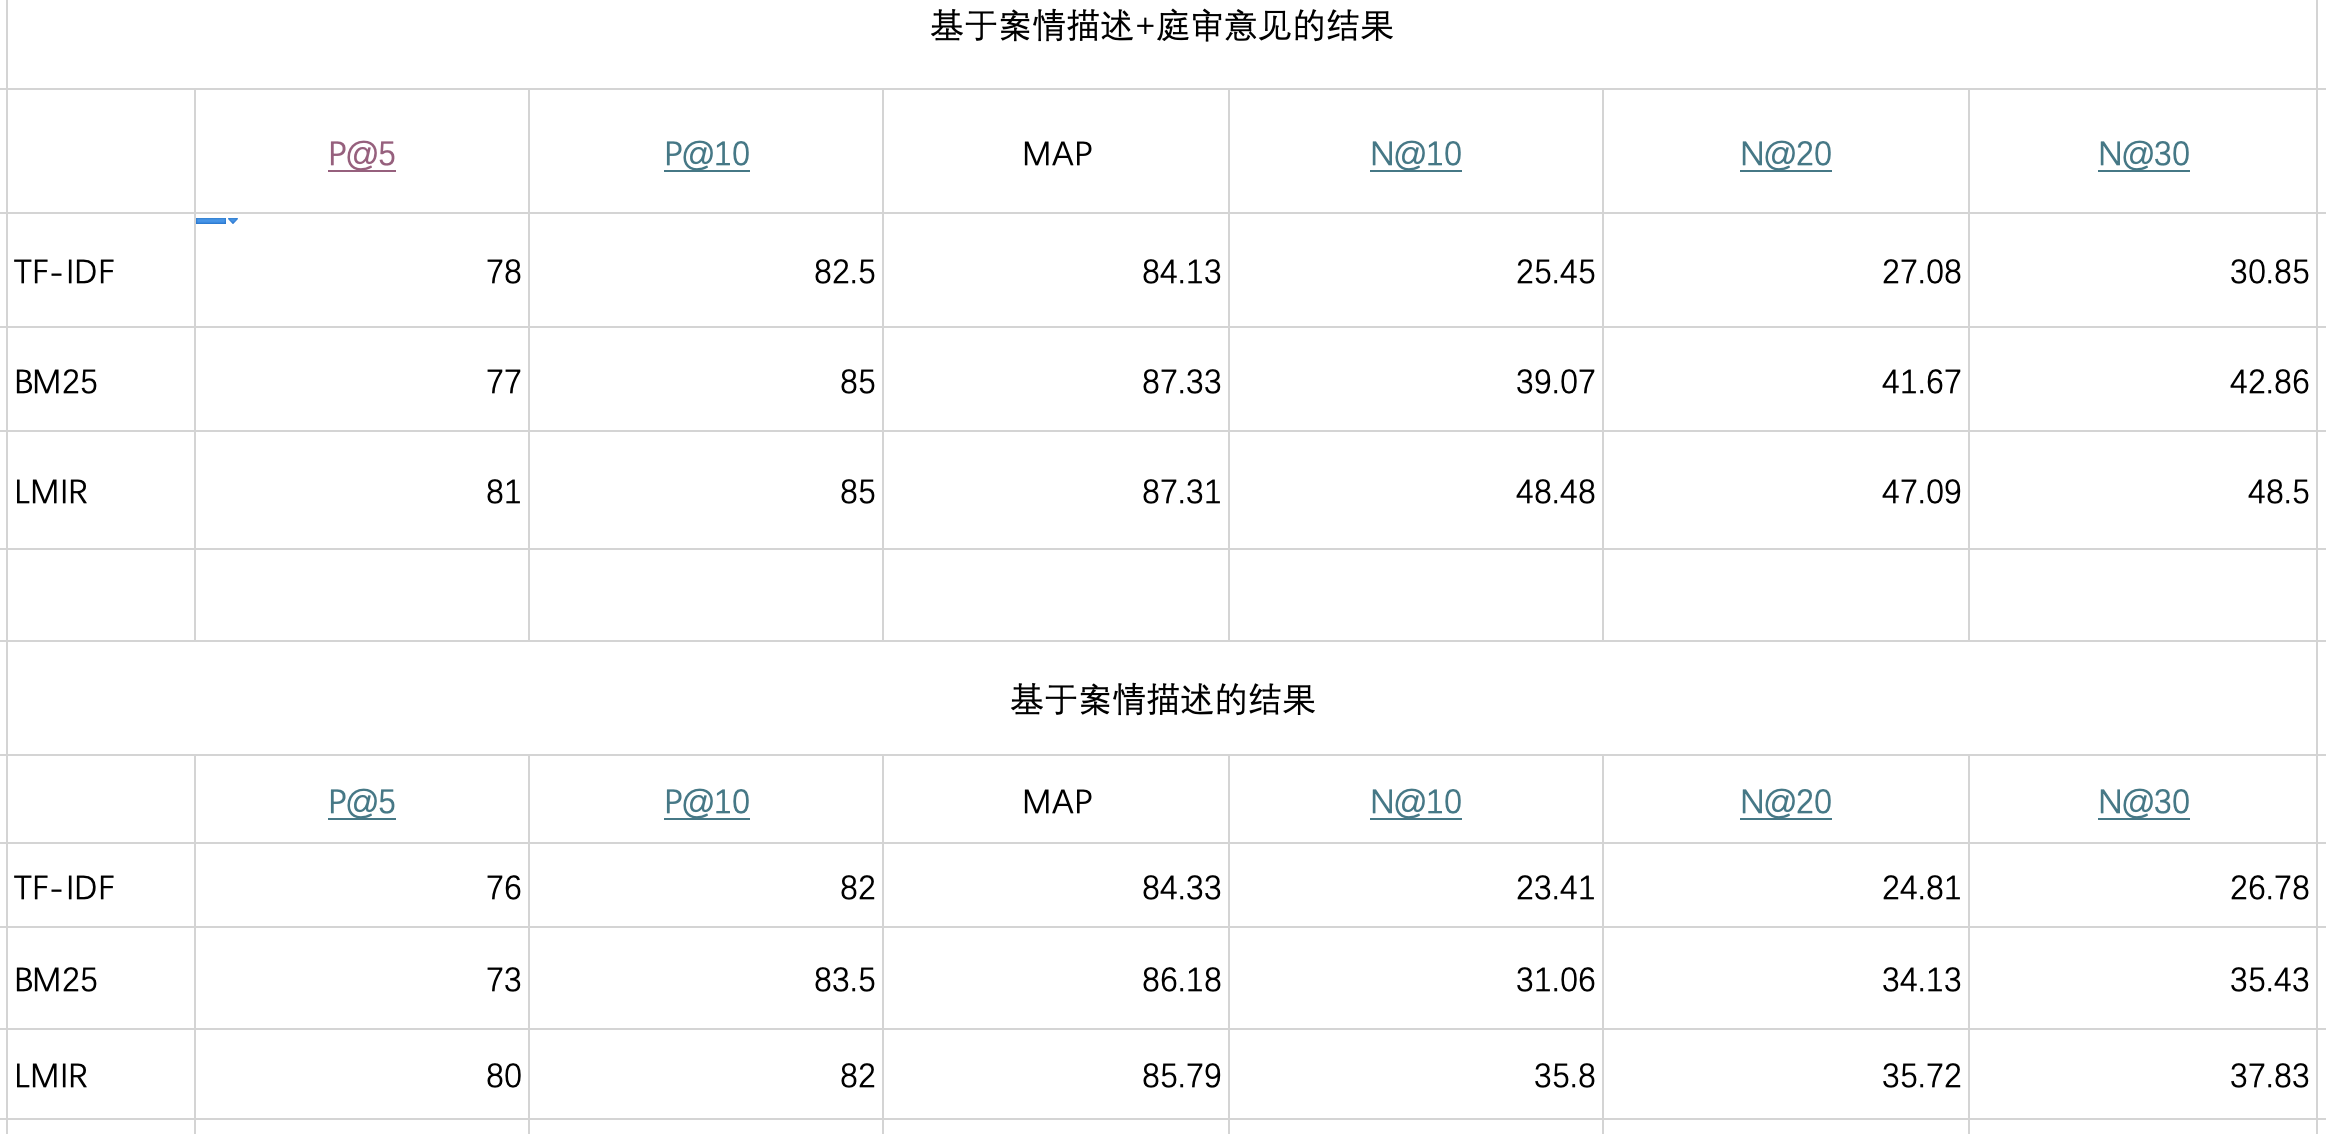 基于案情描述+庭审意见的结果
P@5 P@10 MAP N@10 N@20 N@30
TF-IDF 78 82.5 84.13 25.45 27.08 30.85
BM25 77 85 87.33 39.07 41.67 42.86
LMIR 81 85 87.31 48.48 47.09 48.5
基于案情描述的结果
P@5 P@10 MAP N@10 N@20 N@30
TF-IDF 76 82 84.33 23.41 24.81 26.78
BM25 73 83.5 86.18 31.06 34.13 35.43
LMIR 80 82 85.79 35.8 35.72 37.83